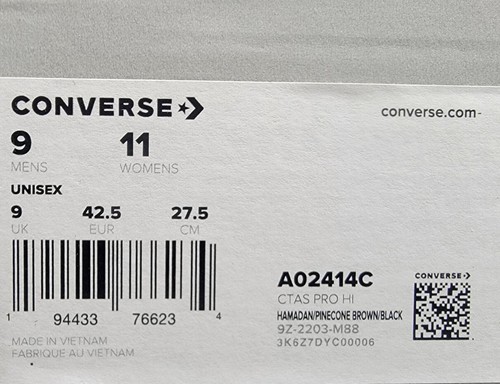 CONVERSE
converse.com-
9 11
MENS WOMENS
UNISEX
9 42.5 27.5
UK EUR CM
1 94433 76623 4
MADE IN VIETNAM
FABRIQUE AU VIETNAM
A02414C
CTAS PRO HI
HAMADAN/PINECONE BROWN/BLACK
9Z-2203-M88
3K6Z7DYC00006
CONVERSE